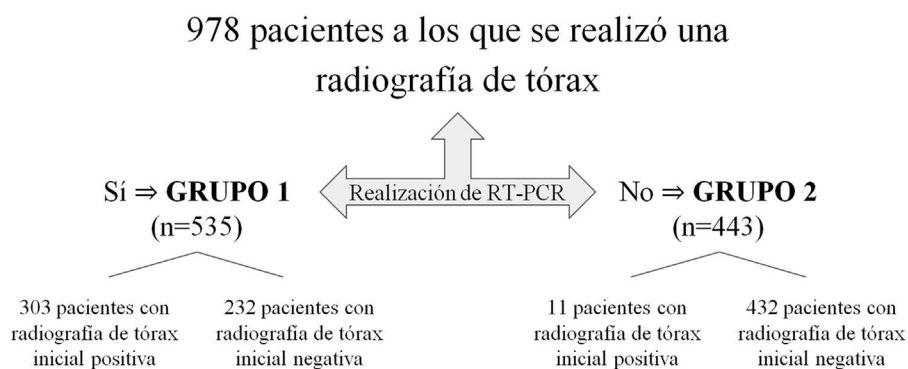 978 pacientes a los que se realizó una
radiografía de tórax
Sí ⇒ GRUPO 1
(n=535)
Realización de RT-PCR
No ⇒ GRUPO 2
(n=443)
303 pacientes con
radiografía de tórax
inicial positiva
232 pacientes con
radiografía de tórax
inicial negativa
11 pacientes con
radiografía de tórax
inicial positiva
432 pacientes con
radiografía de tórax
inicial negativa